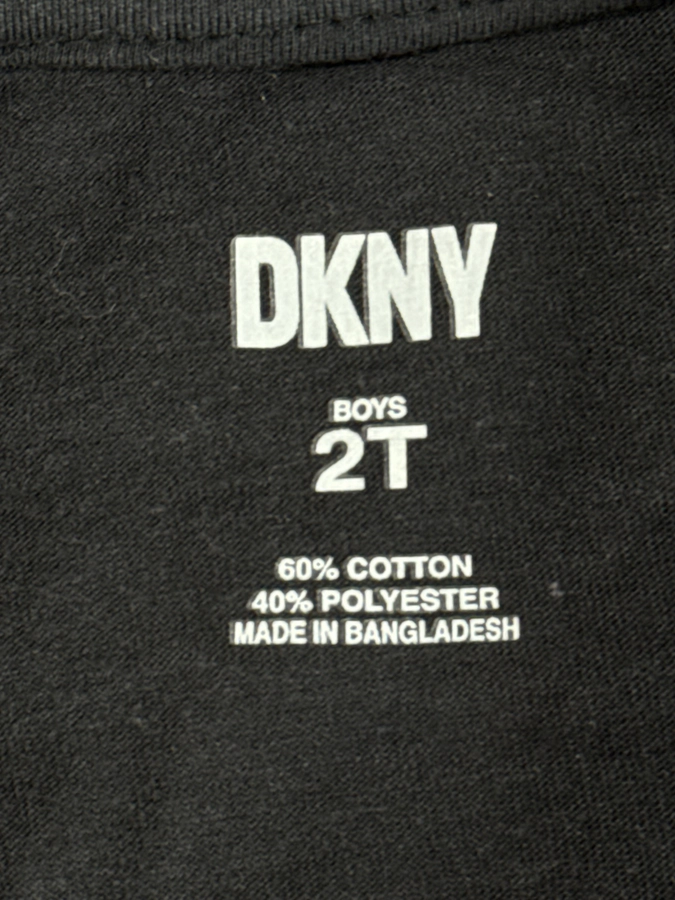 DKNY
BOYS
2T
60% COTTON
40% POLYESTER
MADE IN BANGLADESH